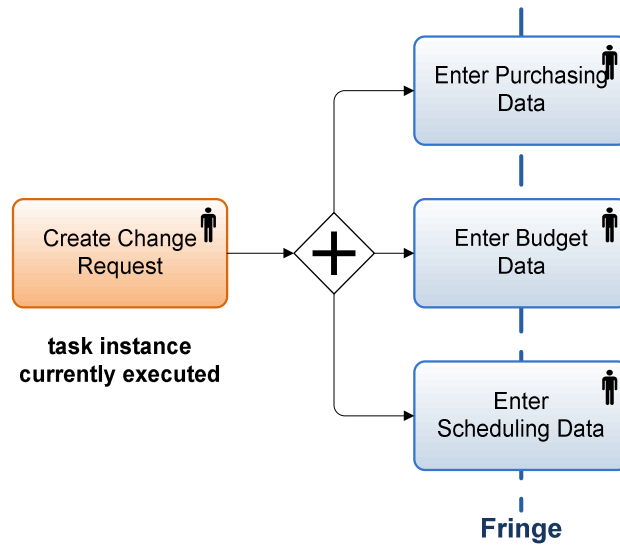 Enter Purchasing
Data
Create Change
Request
Enter Budget
Data
task instance
currently executed
Enter
Scheduling Data
Fringe